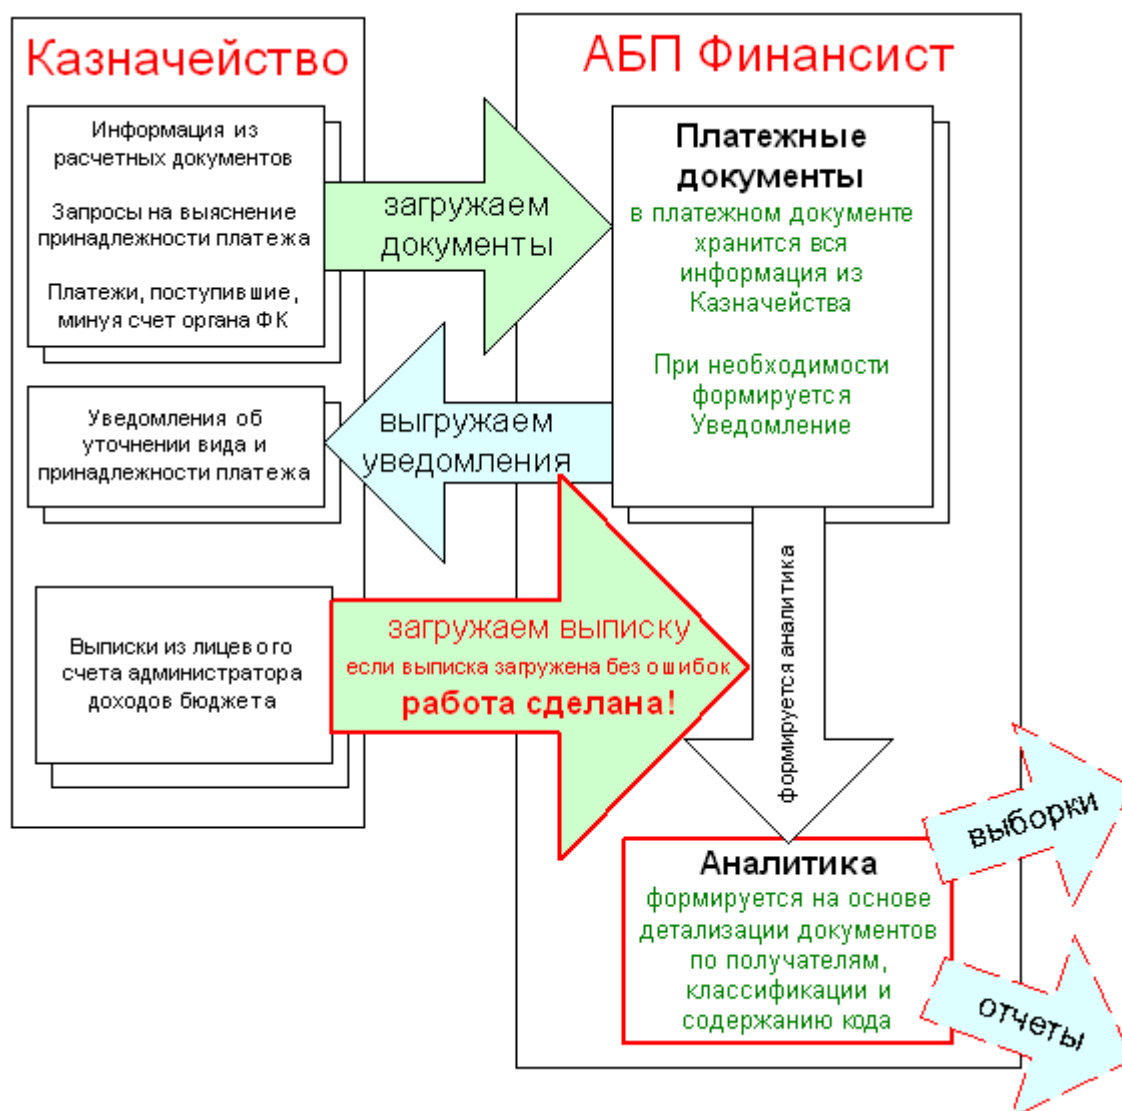 Казначейство
Информация из
расчетных документов
Запросы на выяснение
принадлежности платежа
Платежи, поступившие,
минуя счет органа ФК
Уведомления об
уточнении вида и
принадлежности платежа
Выписки из лицевого
счета администратора
доходов бюджета
загружаем
документы
выгружаем
уведомления
загружаем выписку
если выписка загружена без ошибок
работа сделана!
АБП Финансист
Платежные
документы
в платежном документе
хранится вся
информация из
Казначейства
При необходимости
формируется
Уведомление
формируется аналитика
Аналитика
формируется на основе
детализации документов
по получателям,
классификации и
содержанию кода
выборки
отчеты